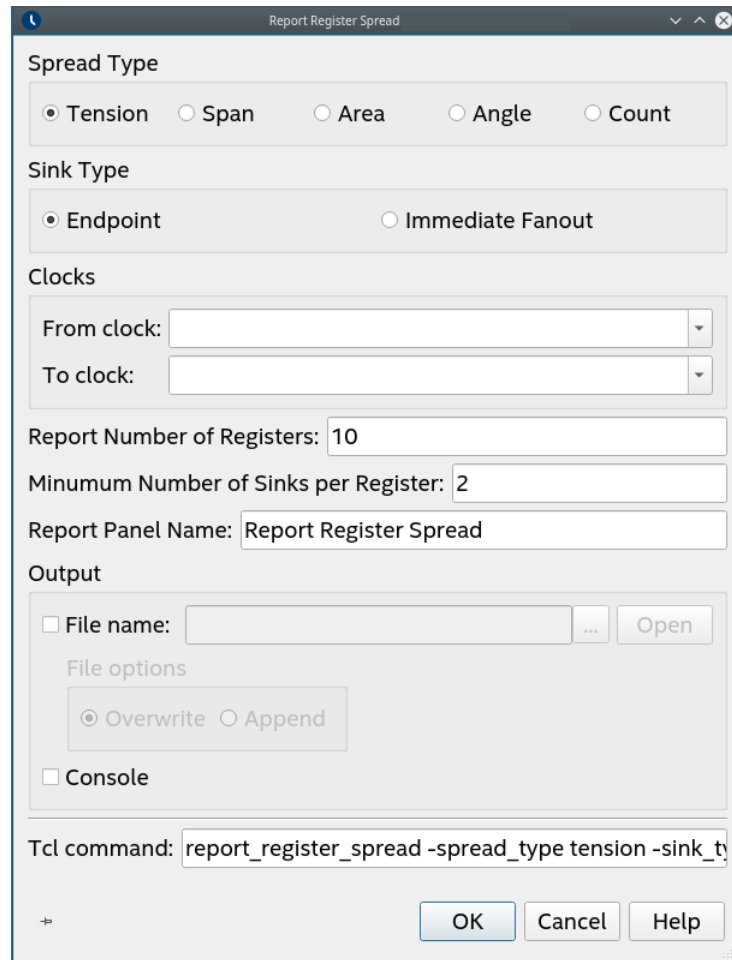 Report Register Spread
Spread Type
Tension Span Area Angle Count
Sink Type
Endpoint Immediate Fanout
Clocks
From clock:
To clock:
Report Number of Registers: 10
Minumum Number of Sinks per Register: 2
Report Panel Name: Report Register Spread
Output
File name: ... Open
File options
Overwrite Append
Console
Tcl command: report_register_spread -spread_type tension -sink_ty
OK Cancel Help